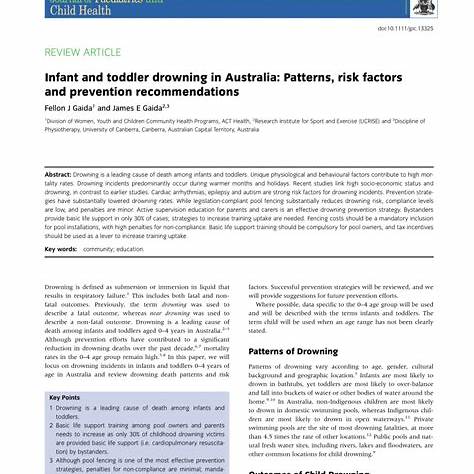 Journal of Paediatrics and
Child Health
doi:10.1111/jpc.13325
REVIEW ARTICLE
Infant and toddler drowning in Australia: Patterns, risk factors
and prevention recommendations
Fellon J Gaida1 and James E Gaida2,3
1Division of Women, Youth and Children Community Health Programs, ACT Health, 2Research Institute for Sport and Exercise (UCRISE) and 3Discipline of
Physiotherapy, University of Canberra, Canberra, Australian Capital Territory, Australia
Abstract: Drowning is a leading cause of death among infants and toddlers. Unique physiological and behavioural factors contribute to high mor-
tality rates. Drowning incidents predominantly occur during warmer months and holidays. Recent studies link high socio-economic status and
drowning, in contrast to earlier studies. Cardiac arrhythmias, epilepsy and autism are strong risk factors for drowning incidents. Prevention strate-
gies have substantially lowered drowning rates. While legislation-compliant pool fencing substantially reduces drowning risk, compliance levels
are low, and penalties are minor. Active supervision education for parents and carers is an effective drowning prevention strategy. Bystanders
provide basic life support in only 30% of cases; strategies to increase training uptake are needed. Fencing costs should be a mandatory inclusion
for pool installations, with high penalties for non-compliance. Basic life support training should be compulsory for pool owners, and tax incentives
should be used as a lever to increase training uptake.
Key words: community; education.
Drowning is defined as submersion or immersion in liquid that
results in respiratory failure.1 This includes both fatal and non-
fatal outcomes. Previously, the term drowning was used to
describe a fatal outcome, whereas near drowning was used to
describe a non-fatal outcome. Drowning is a leading cause of
death among infants and toddlers aged 0–4 years in Australia.
Although prevention efforts have contributed to a significant
reduction in drowning deaths over the past decade, mortality
rates in the 0–4 age group remain high. In this paper, we will
focus on drowning incidents in infants and toddlers 0–4 years of
age in Australia and review drowning death patterns and risk
Key Points
1 Drowning is a leading cause of death among infants and
toddlers.
2 Basic life support training among pool owners and parents
needs to increase as only 30% of childhood drowning victims
are provided basic life support (i.e. cardiopulmonary resuscita-
tion) by bystanders.
3 Although pool fencing is one of the most effective prevention
strategies, penalties for non-compliance are minimal; manda-
factors. Successful prevention strategies will be reviewed, and we
will provide suggestions for future prevention efforts.
Where possible, data specific to the 0–4 age group will be used
and will be described with the terms infants and toddlers. The
term child will be used when an age range has not been clearly
stated.
Patterns of Drowning
Patterns of drowning vary according to age, gender, cultural
background and geographic location. Infants are most likely to
drown in bathtubs, yet toddlers are most likely to over-balance
and fall into buckets of water or other bodies of water around the
home. In Australia, non-Indigenous children are most likely
to drown in domestic swimming pools, whereas Indigenous chil-
dren are most likely to drown in open waterways. Private
swimming pools are the site of most drowning fatalities, at more
than 4.5 times the rate of other locations. Public pools and nat-
ural fresh water sites, including rivers, lakes and floodwaters, are
other common locations for child drowning.
Outcomes of Child Drowning